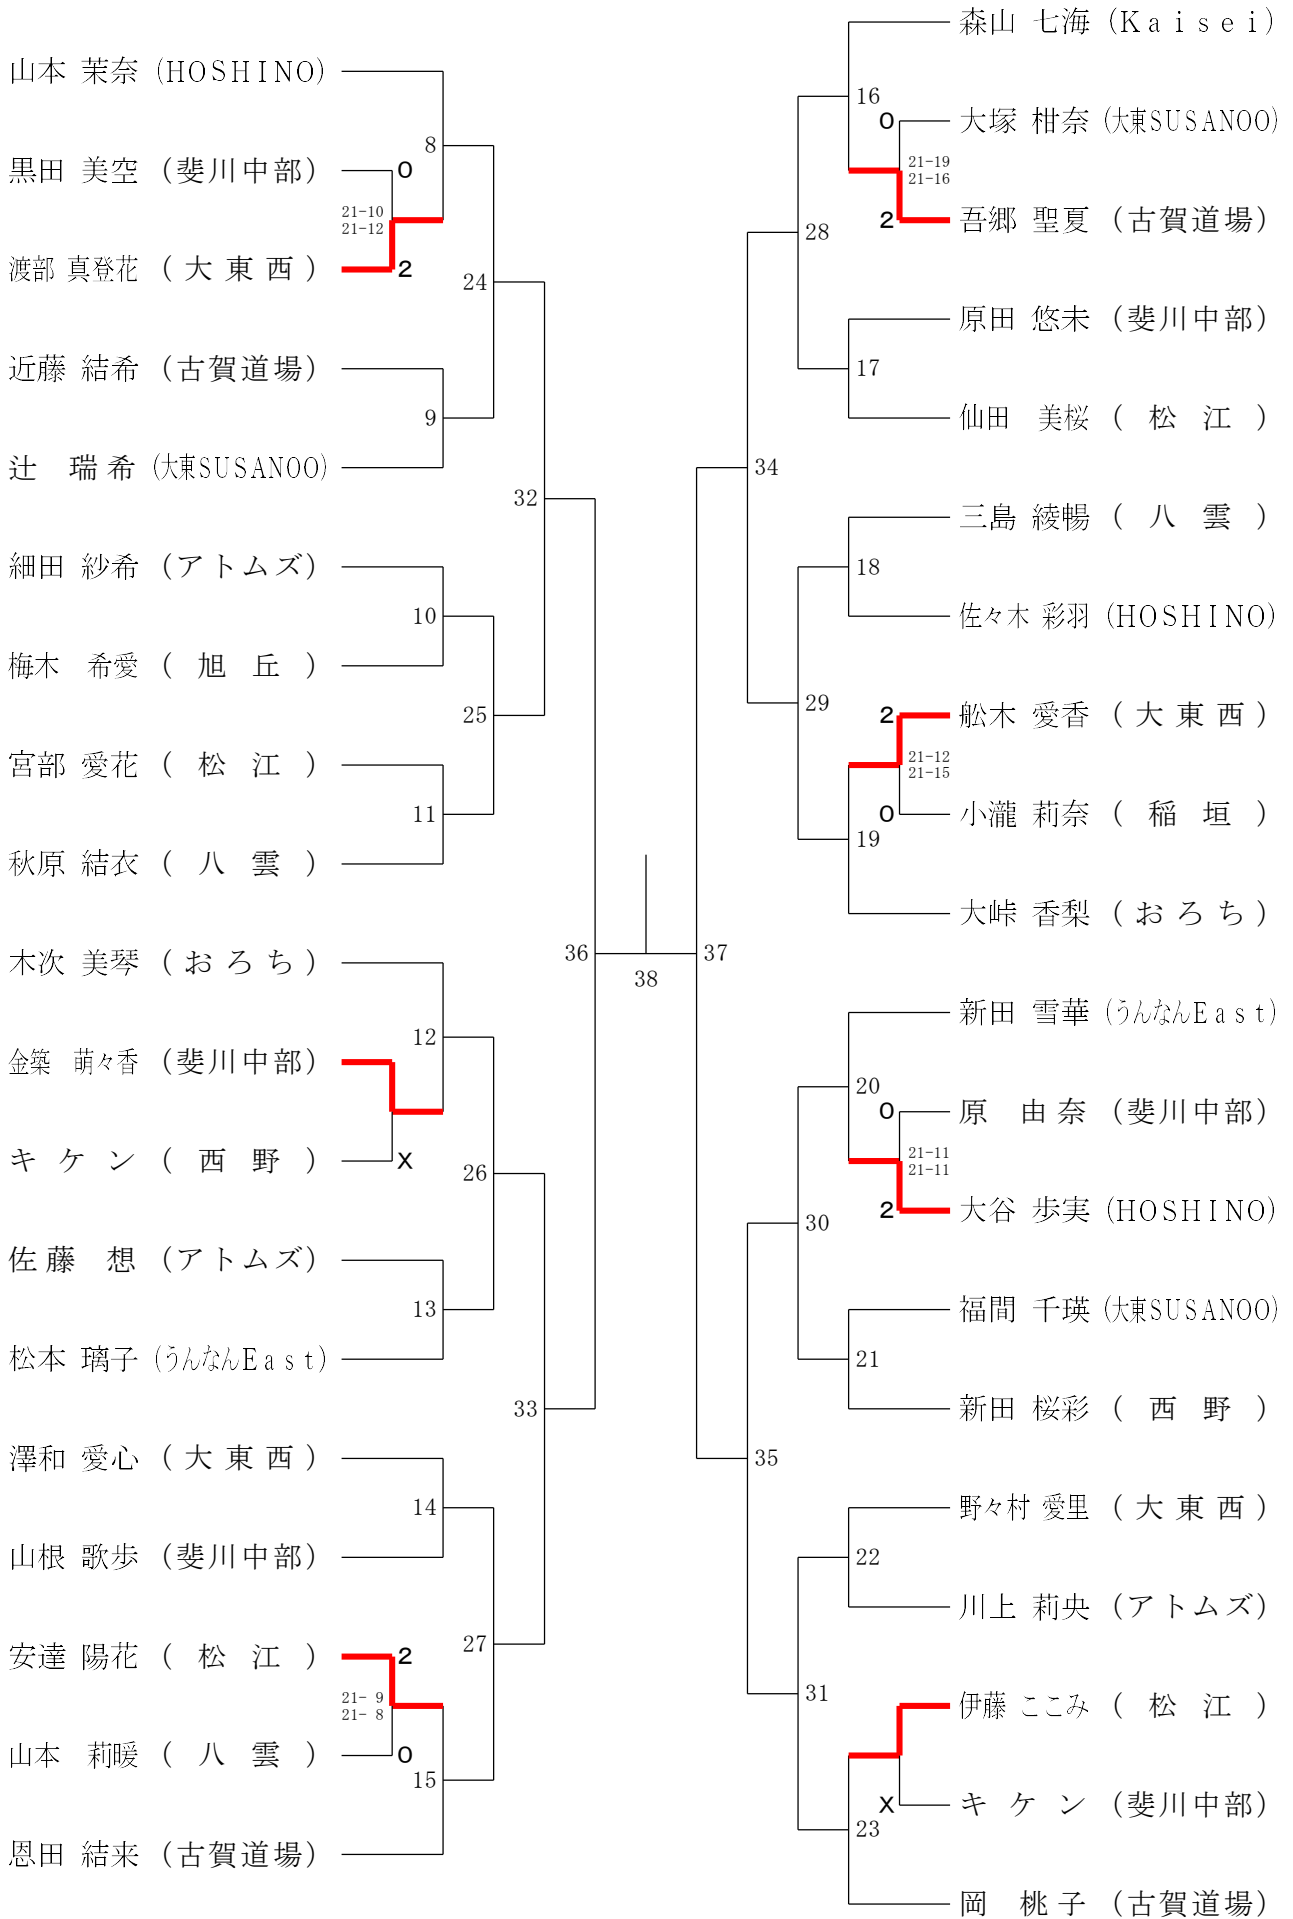 山本 茉奈 (HOSHINO)
8
黒田 美空 (斐川中部)
0
21-10
21-12
渡部 真登花 (大東西)
2
24
近藤 結希 (古賀道場)
9
辻 瑞希 (大東SUSANOO)
32
細田 紗希 (アトムズ)
10
梅木 希愛 (旭丘)
25
宮部 愛花 (松江)
11
秋原 結衣 (八雲)
36
木次 美琴 (おろち)
12
金築 萌々香 (斐川中部)
キケン (西野)
X
26
佐藤 想 (アトムズ)
13
松本 璃子 (うんなんEast)
33
澤和 愛心 (大東西)
14
山根 歌歩 (斐川中部)
27
安達 陽花 (松江)
2
21- 9
21- 8
山本 莉暖 (八雲)
0
15
恩田 結来 (古賀道場)
38
森山 七海 (Kaisei)
16
0
大塚 柑奈 (大東SUSANOO)
21-19
21-16
2
吾郷 聖夏 (古賀道場)
28
原田 悠未 (斐川中部)
17
仙田 美桜 (松江)
34
三島 綾暢 (八雲)
18
佐々木 彩羽 (HOSHINO)
29
2
舩木 愛香 (大東西)
21-12
21-15
0
小瀧 莉奈 (稲垣)
19
大峠 香梨 (おろち)
37
新田 雪華 (うんなんEast)
20
0
原 由奈 (斐川中部)
21-11
21-11
2
大谷 歩実 (HOSHINO)
30
福間 千瑛 (大東SUSANOO)
21
新田 桜彩 (西野)
35
野々村 愛里 (大東西)
22
川上 莉央 (アトムズ)
31
伊藤 ここみ (松江)
X
キケン (斐川中部)
23
岡 桃子 (古賀道場)